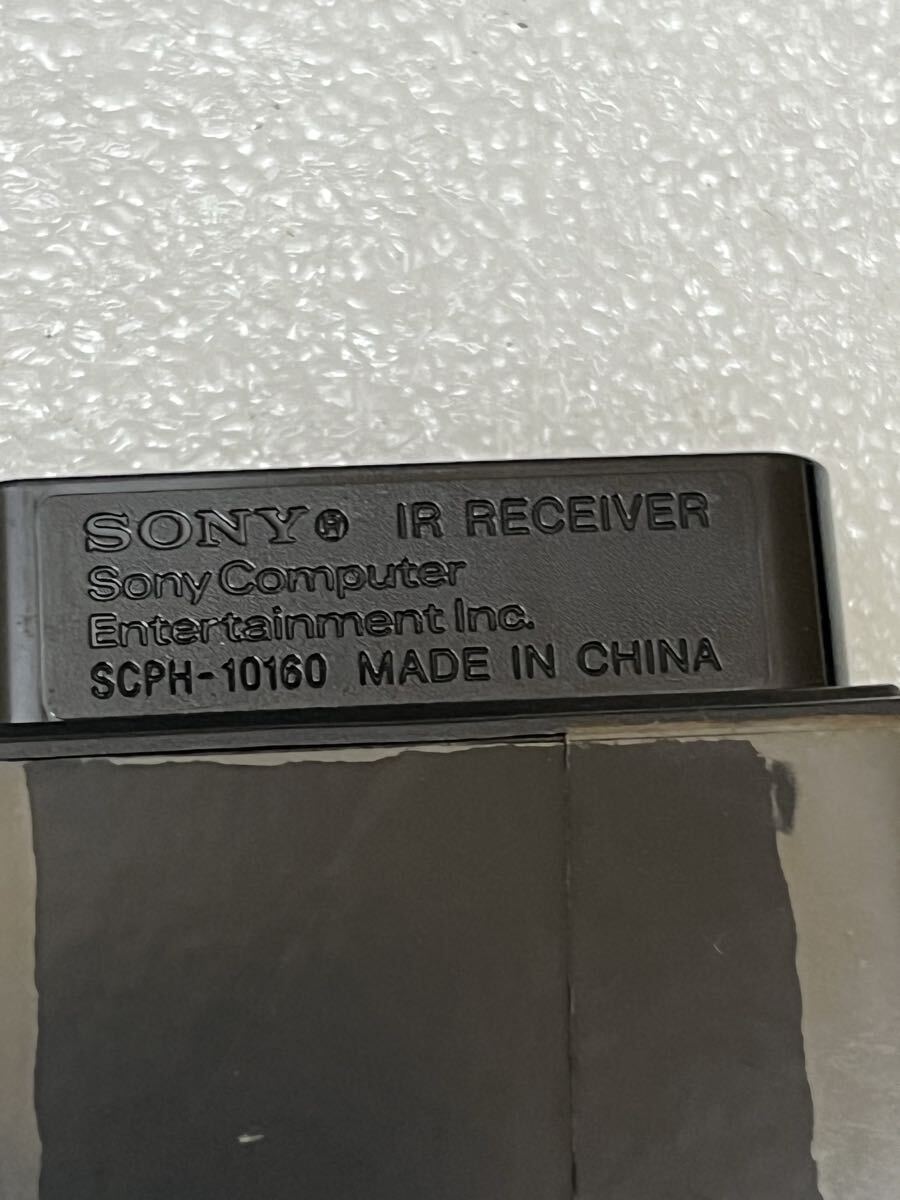 SONY® IR RECEIVER
Sony Computer
Entertainment Inc.
SCPH-10160 MADE IN CHINA